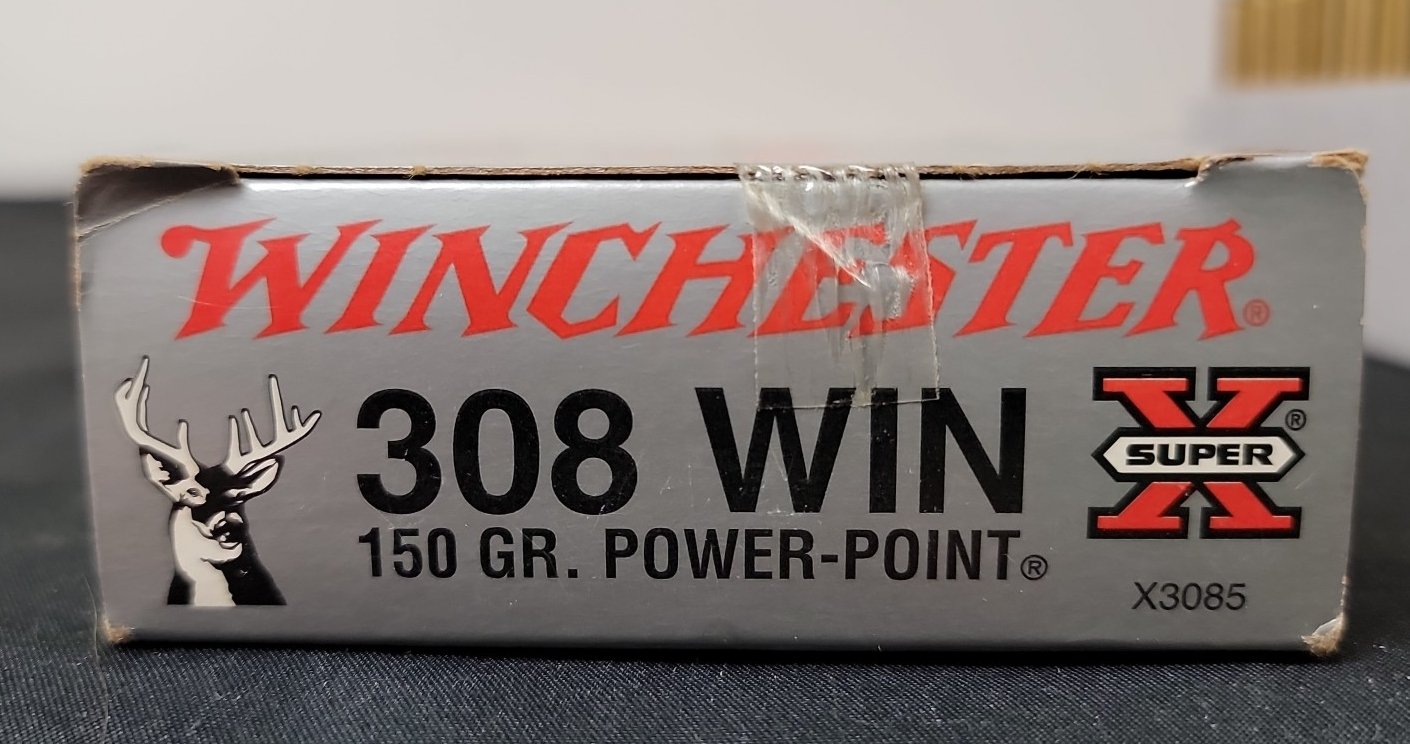 WINCHESTER®
308 WIN
150 GR. POWER-POINT®
X®
SUPER
X3085